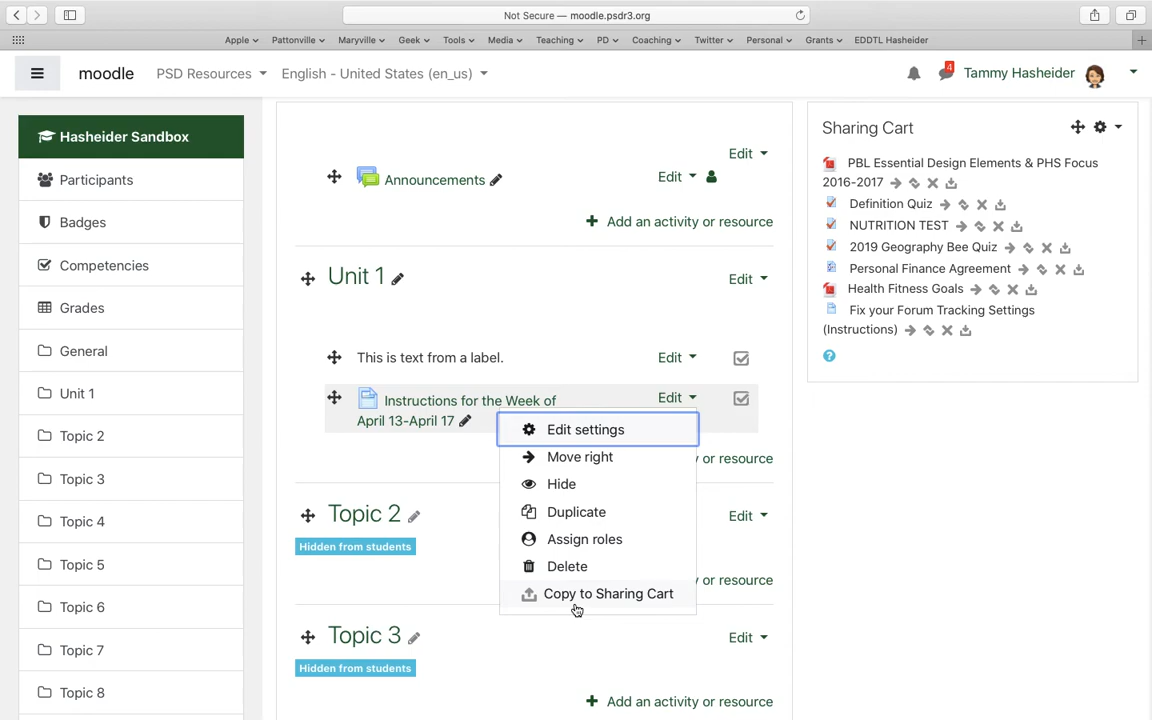 Not Secure — moodle.psdr3.org
Apple Pattonville Maryville Geek Tools Media Teaching PD Coaching Twitter Personal Grants EDDTL Hasheider
moodle PSD Resources English - United States (en_us) 4 Tammy Hasheider
Hasheider Sandbox
Participants
Badges
Competencies
Grades
General
Unit 1
Topic 2
Topic 3
Topic 4
Topic 5
Topic 6
Topic 7
Topic 8
Edit
Announcements Edit
Add an activity or resource
Unit 1 Edit
This is text from a label. Edit
Instructions for the Week of Edit
April 13-April 17
Edit settings
Move right
Hide
Duplicate
Assign roles
Delete
Copy to Sharing Cart
y or resource
Topic 2 Edit
Hidden from students
y or resource
Topic 3 Edit
Hidden from students
Add an activity or resource
Sharing Cart
PBL Essential Design Elements & PHS Focus
2016-2017
Definition Quiz
NUTRITION TEST
2019 Geography Bee Quiz
Personal Finance Agreement
Health Fitness Goals
Fix your Forum Tracking Settings
(Instructions)